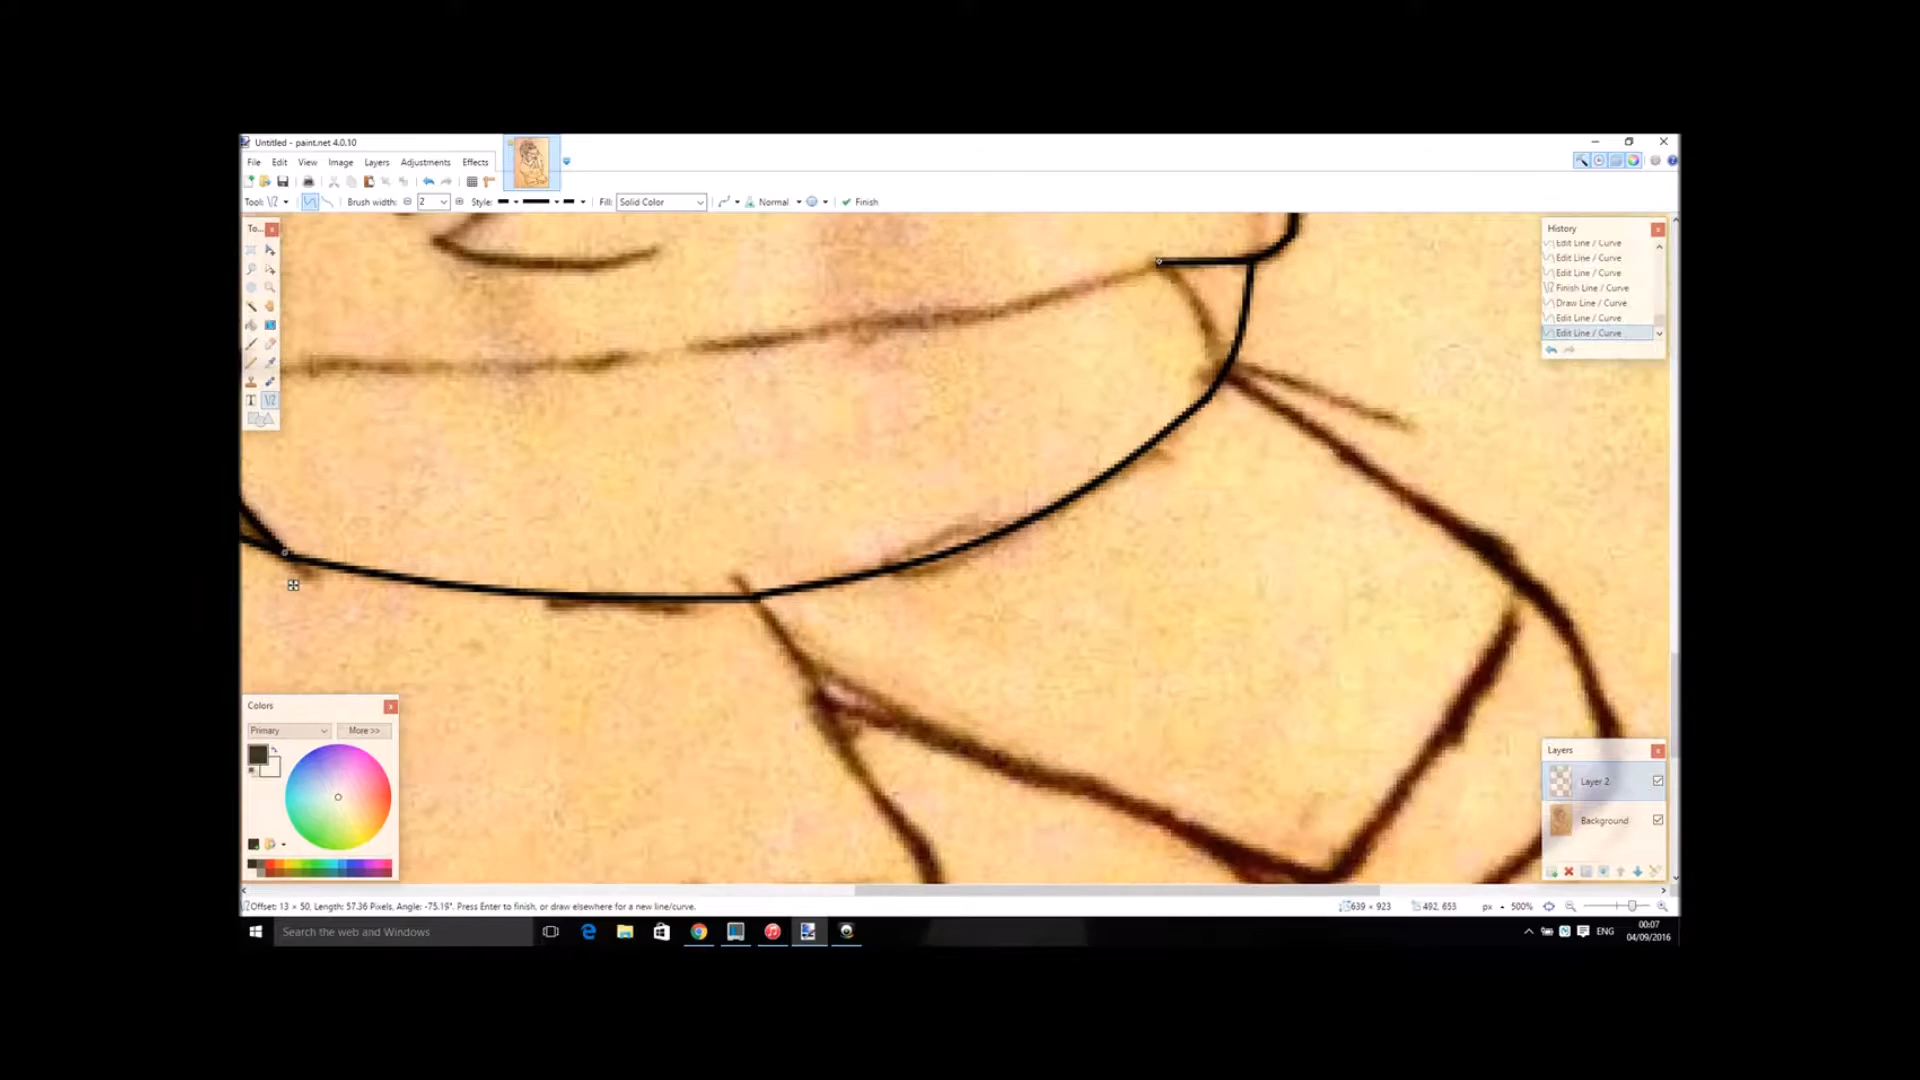 Untitled - paint.net 4.0.10
File Edit View Image Layers Adjustments Effects
Tool: Brush width: 2 Style: Fill: Solid Color Normal Finish
To...
History
Edit Line / Curve
Edit Line / Curve
Edit Line / Curve
Finish Line / Curve
Draw Line / Curve
Edit Line / Curve
Edit Line / Curve
T
Colors
Primary More >>
Layers
Layer 2
Background
Offset: 13 × 50, Length: 57.36 Pixels, Angle: -75.19°. Press Enter to finish, or draw elsewhere for a new line/curve. 639 × 923 492, 653 px 500%
Search the web and Windows ENG 00:07
04/09/2016